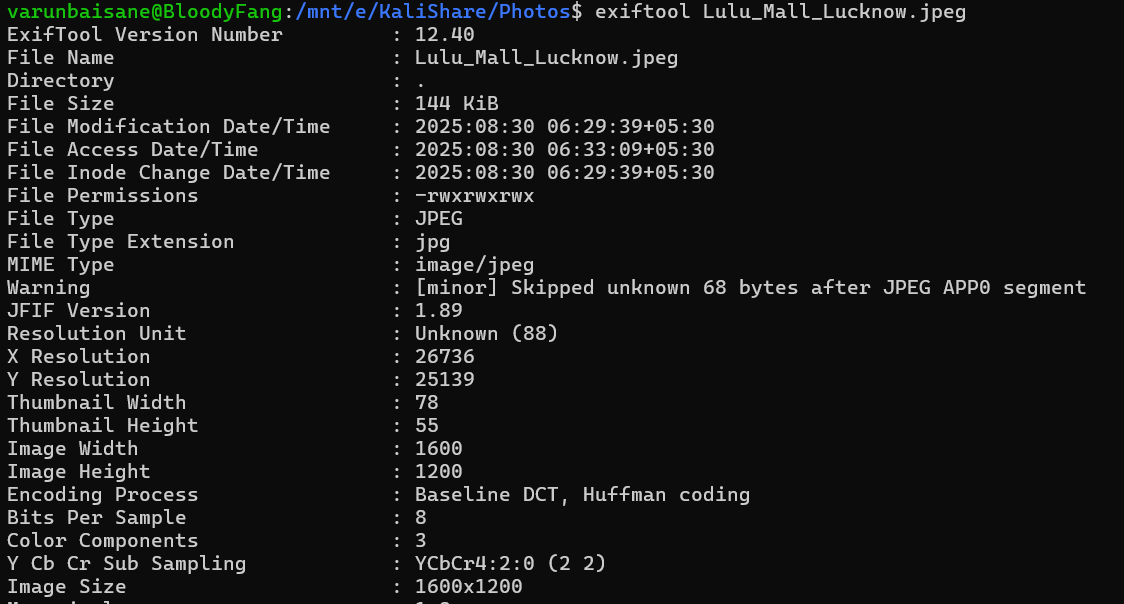 varunbaisane@BloodyFang:/mnt/e/KaliShare/Photos$ exiftool Lulu_Mall_Lucknow.jpeg
ExifTool Version Number : 12.40
File Name : Lulu_Mall_Lucknow.jpeg
Directory : .
File Size : 144 KiB
File Modification Date/Time : 2025:08:30 06:29:39+05:30
File Access Date/Time : 2025:08:30 06:33:09+05:30
File Inode Change Date/Time : 2025:08:30 06:29:39+05:30
File Permissions : -rwxrwxrwx
File Type : JPEG
File Type Extension : jpg
MIME Type : image/jpeg
Warning : [minor] Skipped unknown 68 bytes after JPEG APP0 segment
JFIF Version : 1.89
Resolution Unit : Unknown (88)
X Resolution : 26736
Y Resolution : 25139
Thumbnail Width : 78
Thumbnail Height : 55
Image Width : 1600
Image Height : 1200
Encoding Process : Baseline DCT, Huffman coding
Bits Per Sample : 8
Color Components : 3
Y Cb Cr Sub Sampling : YCbCr4:2:0 (2 2)
Image Size : 1600x1200